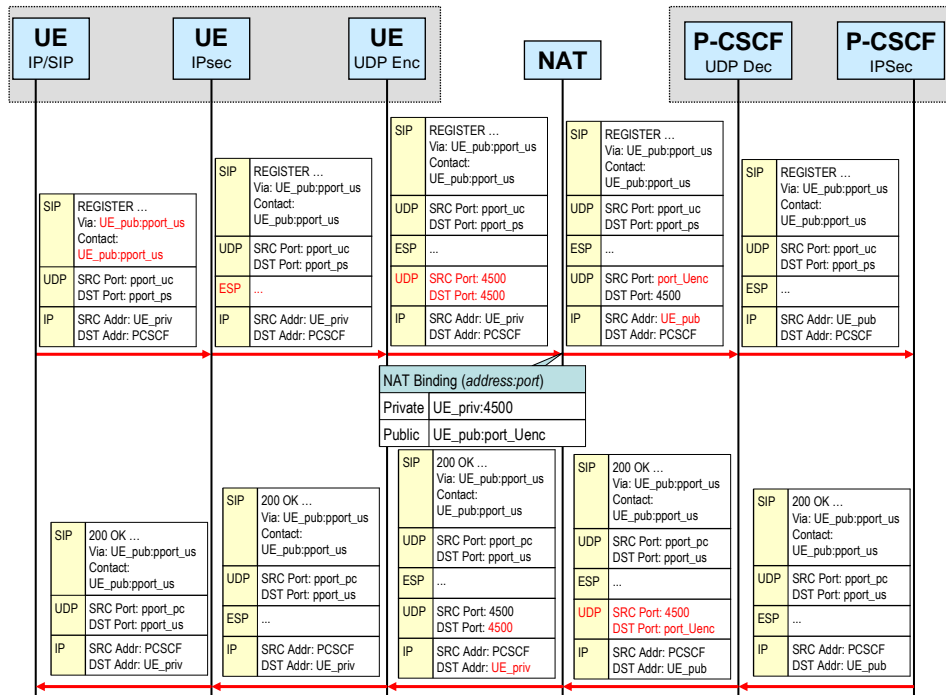 UE
IP/SIP
UE
IPsec
UE
UDP Enc
NAT
P-CSCF
UDP Dec
P-CSCF
IPSec
SIP
REGISTER ...
Via: UE_pub:pport_us
Contact:
UE_pub:pport_us
UDP
SRC Port: pport_uc
DST Port: pport_ps
IP
SRC Addr: UE_priv
DST Addr: PCSCF
SIP
REGISTER ...
Via: UE_pub:pport_us
Contact:
UE_pub:pport_us
UDP
SRC Port: pport_uc
DST Port: pport_ps
ESP
...
IP
SRC Addr: UE_priv
DST Addr: PCSCF
SIP
REGISTER ...
Via: UE_pub:pport_us
Contact:
UE_pub:pport_us
UDP
SRC Port: pport_uc
DST Port: pport_ps
ESP
...
UDP
SRC Port: 4500
DST Port: 4500
IP
SRC Addr: UE_priv
DST Addr: PCSCF
SIP
REGISTER ...
Via: UE_pub:pport_us
Contact:
UE_pub:pport_us
UDP
SRC Port: pport_uc
DST Port: pport_ps
ESP
...
UDP
SRC Port: port_Uenc
DST Port: 4500
IP
SRC Addr: UE_pub
DST Addr: PCSCF
SIP
REGISTER ...
Via: UE_pub:pport_us
Contact:
UE_pub:pport_us
UDP
SRC Port: pport_uc
DST Port: pport_ps
ESP
...
IP
SRC Addr: UE_pub
DST Addr: PCSCF
NAT Binding (address:port)
Private
UE_priv:4500
Public
UE_pub:port_Uenc
SIP
200 OK ...
Via: UE_pub:pport_us
Contact:
UE_pub:pport_us
UDP
SRC Port: pport_pc
DST Port: pport_us
IP
SRC Addr: PCSCF
DST Addr: UE_priv
SIP
200 OK ...
Via: UE_pub:pport_us
Contact:
UE_pub:pport_us
UDP
SRC Port: pport_pc
DST Port: pport_us
ESP
...
IP
SRC Addr: PCSCF
DST Addr: UE_priv
SIP
200 OK ...
Via: UE_pub:pport_us
Contact:
UE_pub:pport_us
UDP
SRC Port: pport_pc
DST Port: pport_us
ESP
...
UDP
SRC Port: 4500
DST Port: 4500
IP
SRC Addr: PCSCF
DST Addr: UE_priv
SIP
200 OK ...
Via: UE_pub:pport_us
Contact:
UE_pub:pport_us
UDP
SRC Port: pport_pc
DST Port: pport_us
ESP
...
UDP
SRC Port: 4500
DST Port: port_Uenc
IP
SRC Addr: PCSCF
DST Addr: UE_pub
SIP
200 OK ...
Via: UE_pub:pport_us
Contact:
UE_pub:pport_us
UDP
SRC Port: pport_pc
DST Port: pport_us
ESP
...
IP
SRC Addr: PCSCF
DST Addr: UE_pub